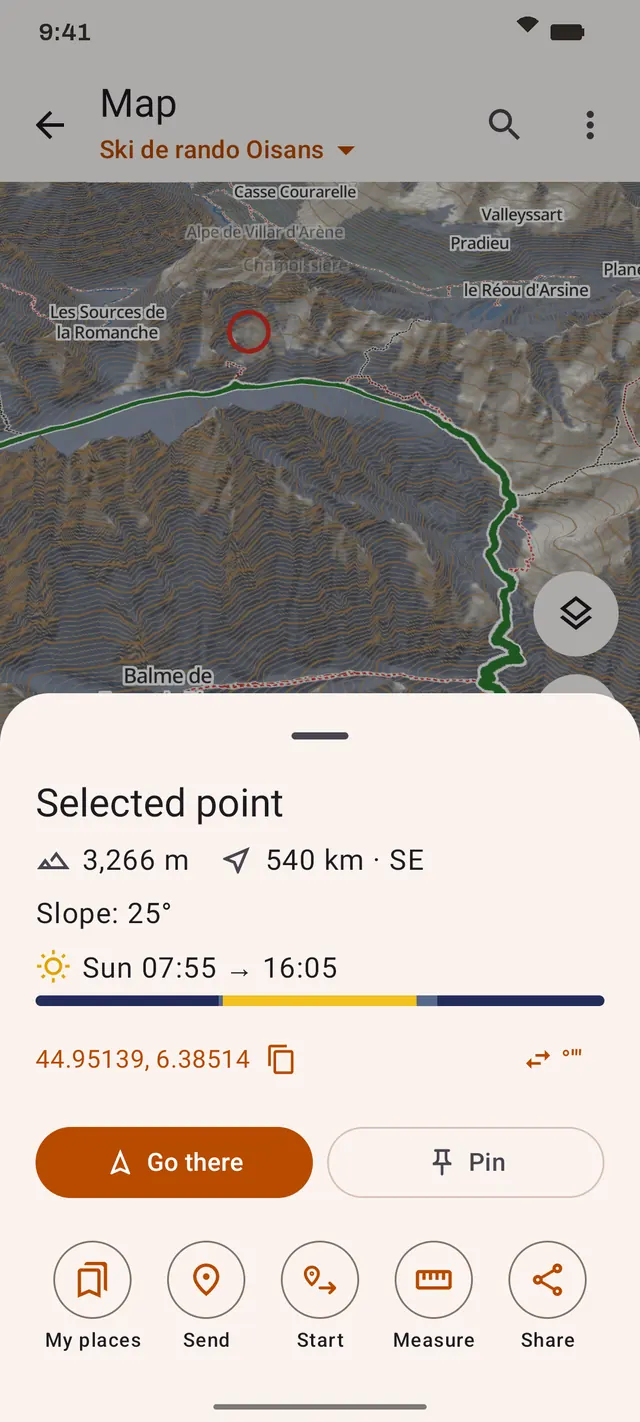 9:41
Map
Ski de rando Oisans
Casse Courarelle
Valleyssart
Alpe de Villar d'Arène
Pradieu
Chamoissière
le Réou d'Arsine
Les Sources de
la Romanche
Balme de
Selected point
3,266 m
540 km · SE
Slope: 25°
Sun 07:55 → 16:05
44.95139, 6.38514
°'"
Go there
Pin
My places
Send
Start
Measure
Share